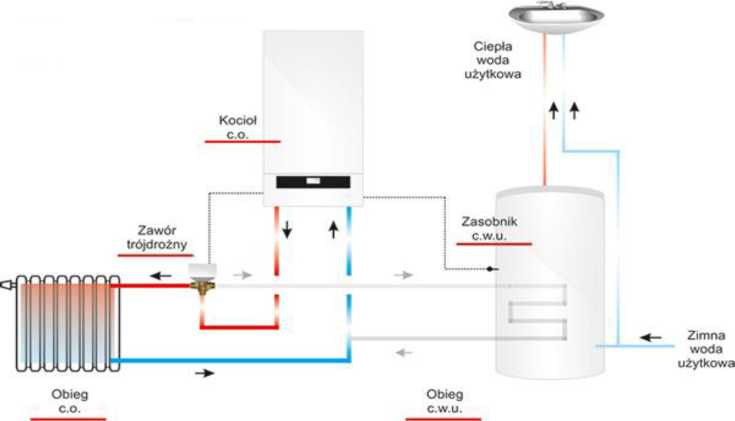 Ciepła
woda
użytkowa
Kocioł
c.o.
Zawór
trójdrożny
Zasobnik
c.w.u.
Zimna
woda
użytkowa
Obieg
c.o.
Obieg
c.w.u.